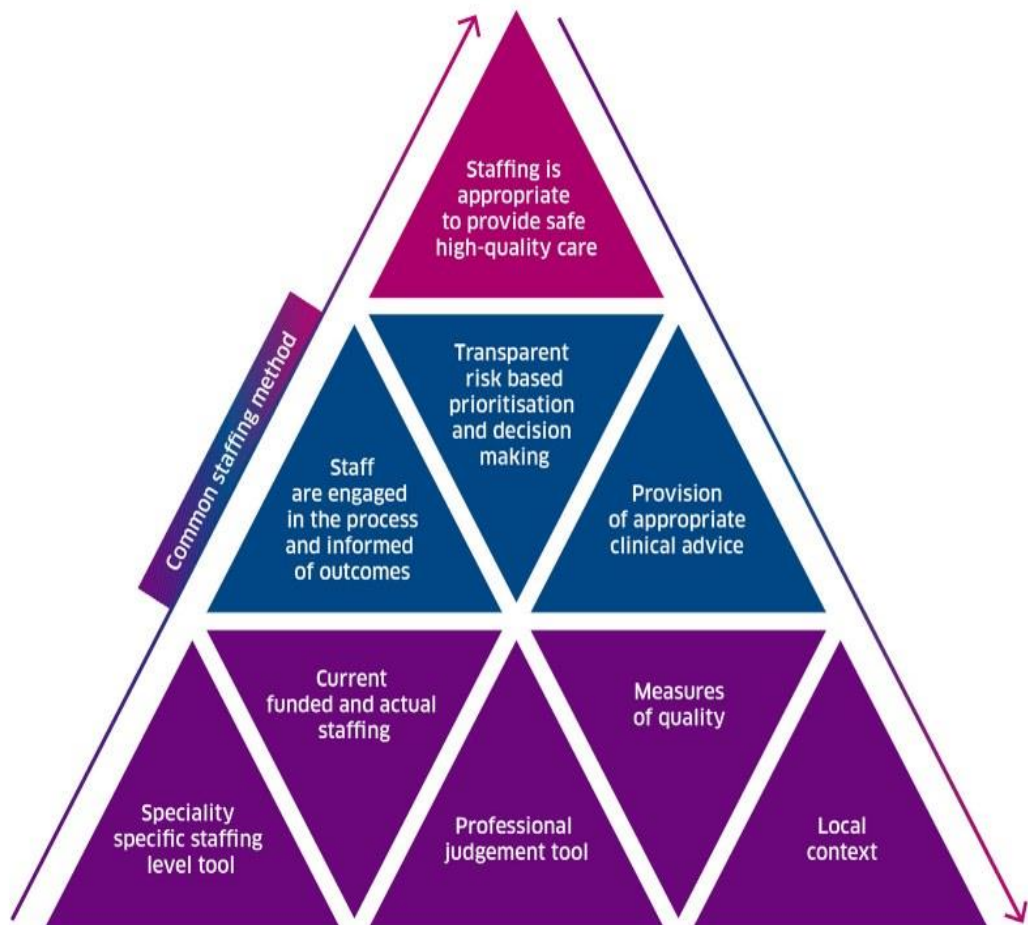 Staffing is
appropriate
to provide safe
high-quality care
Common staffing method
Transparent
risk based
prioritisation
and decision
making
Staff
are engaged
in the process
and informed
of outcomes
Provision
of appropriate
clinical advice
Current
funded and actual
staffing
Measures
of quality
Speciality
specific staffing
level tool
Professional
judgement tool
Local
context